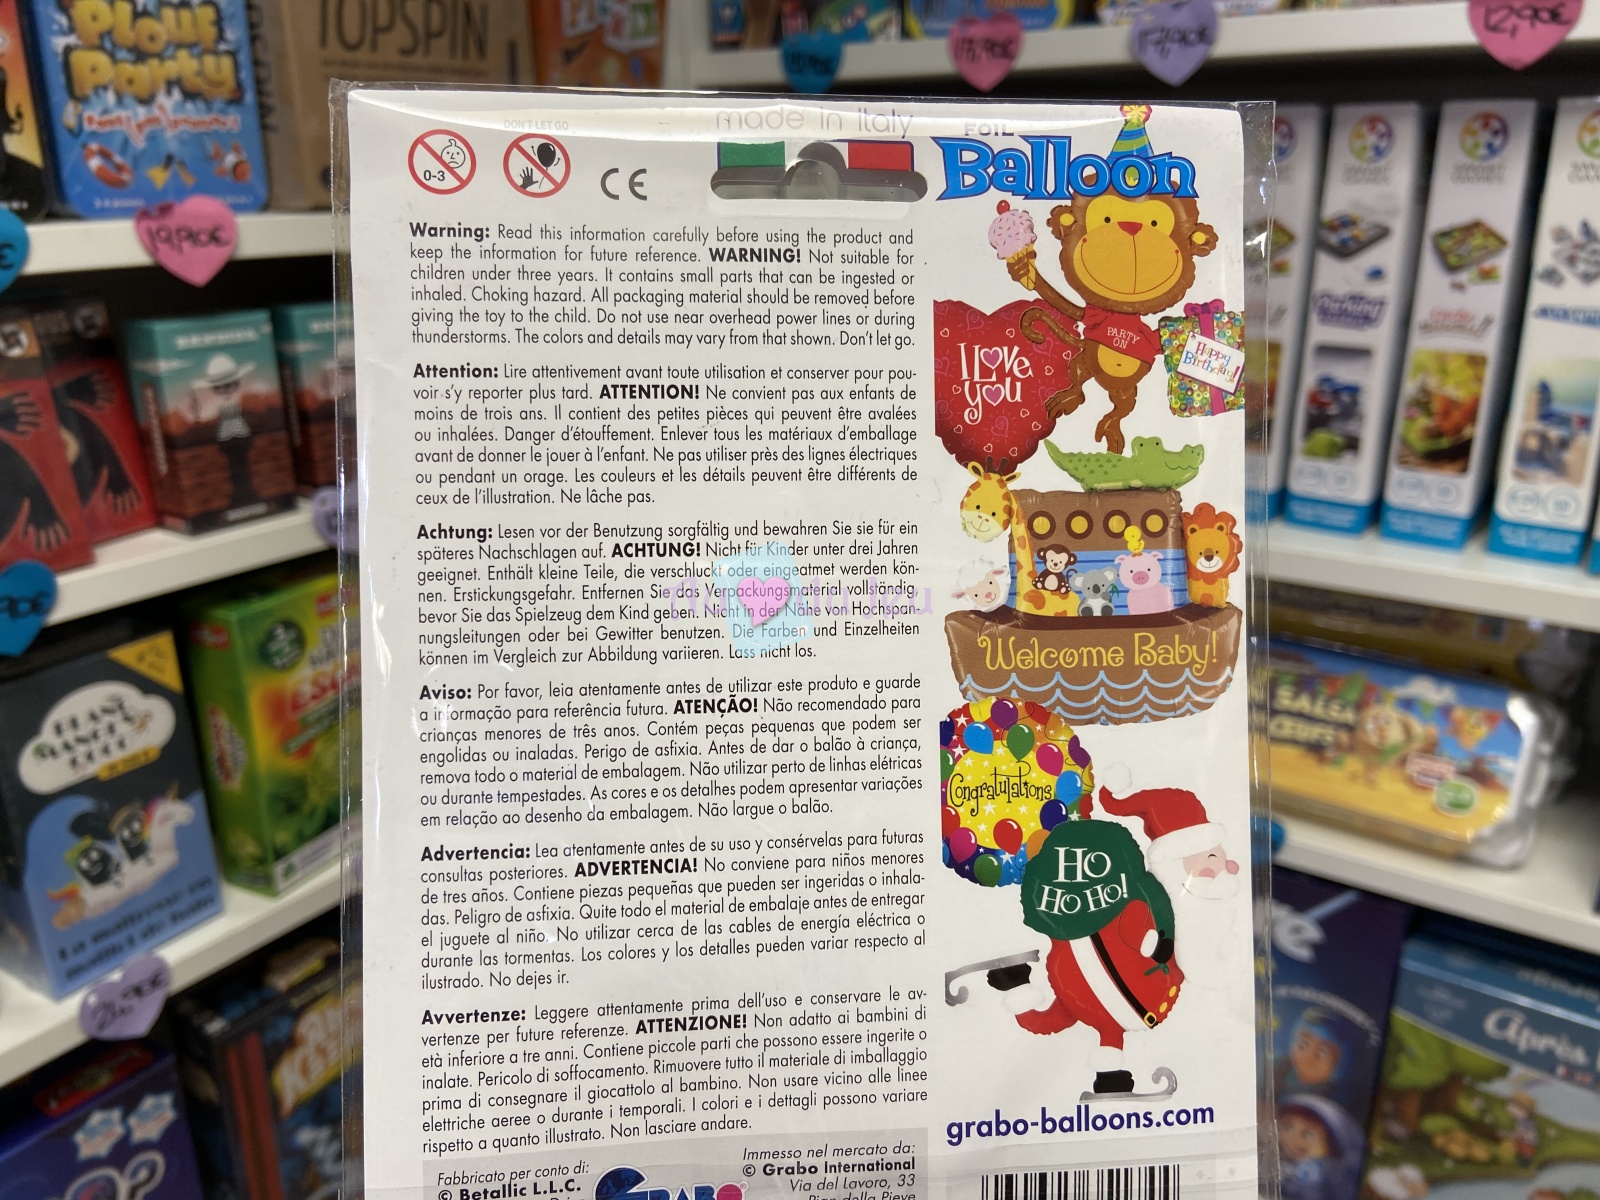 Plouf
Party
TOPSPIN
17,90€
12,90€
19,90€
made in Italy
DON'T LET GO
0-3
CE
FOIL
Balloon
Warning: Read this information carefully before using the product and
keep the information for future reference. WARNING! Not suitable for
children under three years. It contains small parts that can be ingested or
inhaled. Choking hazard. All packaging material should be removed before
giving the toy to the child. Do not use near overhead power lines or during
thunderstorms. The colors and details may vary from that shown. Don't let go.
Attention: Lire attentivement avant toute utilisation et conserver pour pou-
voir s'y reporter plus tard. ATTENTION! Ne convient pas aux enfants de
moins de trois ans. Il contient des petites pièces qui peuvent être avalées
ou inhalées. Danger d'étouffement. Enlever tous les matériaux d'emballage
avant de donner le jouer à l'enfant. Ne pas utiliser près des lignes électriques
ou pendant un orage. Les couleurs et les détails peuvent être différents de
ceux de l'illustration. Ne lâche pas.
Achtung: Lesen vor der Benutzung sorgfältig und bewahren Sie sie für ein
späteres Nachschlagen auf. ACHTUNG! Nicht für Kinder unter drei Jahren
geeignet. Enthält kleine Teile, die verschluckt oder eingeatmet werden kön-
nen. Erstickungsgefahr. Entfernen Sie das Verpackungsmaterial vollständig,
bevor Sie das Spielzeug dem Kind geben. Nicht in der Nähe von Hochspan-
nungsleitungen oder bei Gewitter benutzen. Die Farben und Einzelheiten
können im Vergleich zur Abbildung variieren. Lass nicht los.
Aviso: Por favor, leia atentamente antes de utilizar este produto e guarde
a informação para referência futura. ATENÇÃO! Não recomendado para
crianças menores de três anos. Contém peças pequenas que podem ser
engolidas ou inaladas. Perigo de asfixia. Antes de dar o balão à criança,
remova todo o material de embalagem. Não utilizar perto de linhas elétricas
ou durante tempestades. As cores e os detalhes podem apresentar variações
em relação ao desenho da embalagem. Não largue o balão.
Advertencia: Lea atentamente antes de su uso y consérvelas para futuras
consultas posteriores. ADVERTENCIA! No conviene para niños menores
de tres años. Contiene piezas pequeñas que pueden ser ingeridas o inhala-
das. Peligro de asfixia. Quite todo el material de embalaje antes de entregar
el juguete al niño. No utilizar cerca de las cables de energía eléctrica o
durante las tormentas. Los colores y los detalles pueden variar respecto al
ilustrado. No dejes ir.
Avvertenze: Leggere attentamente prima dell'uso e conservare le av-
vertenze per future referenze. ATTENZIONE! Non adatto ai bambini di
età inferiore a tre anni. Contiene piccole parti che possono essere ingerite o
inalate. Pericolo di soffocamento. Rimuovere tutto il materiale di imballaggio
prima di consegnare il giocattolo al bambino. Non usare vicino alle linee
elettriche aeree o durante i temporali. I colori e i dettagli possono variare
rispetto a quanto illustrato. Non lasciare andare.
Fabbricato per conto di:
© Betallic L.L.C.
GRABO
Immesso nel mercato da:
© Grabo International
Via del Lavoro, 33
Pian della Pieve
PARTY
ON
I Love
you
Happy
Birthday!
Welcome Baby!
Congratulations
HO
HO HO!
grabo-balloons.com
BLANC
MANGER
COCO
SALSA
Après